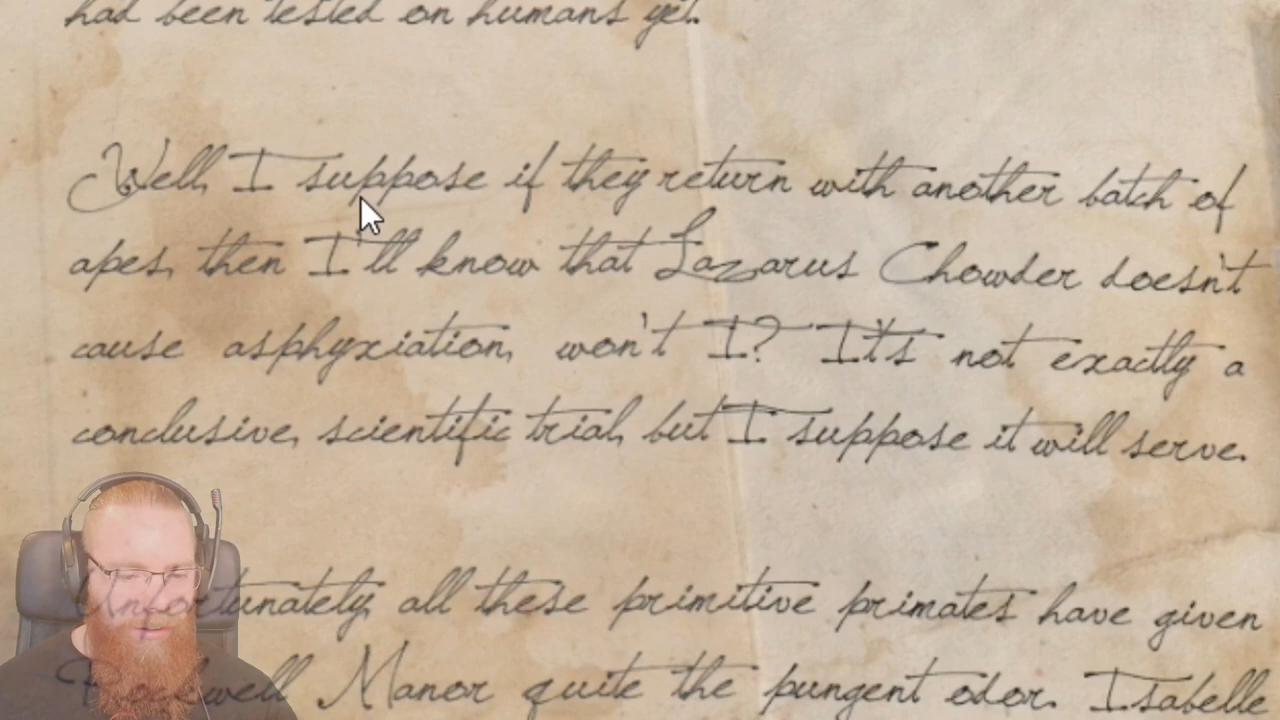 had been tested on humans yet.
Well, I suppose if they return with another batch of
apes, then I'll know that Lazarus Chowder doesn't
cause asphyxiation, won't I? It's not exactly a
conclusive, scientific trial, but I suppose it will serve.
Unfortunately, all these primitive primates have given
Rockwell Manor quite the pungent odor. Isabelle